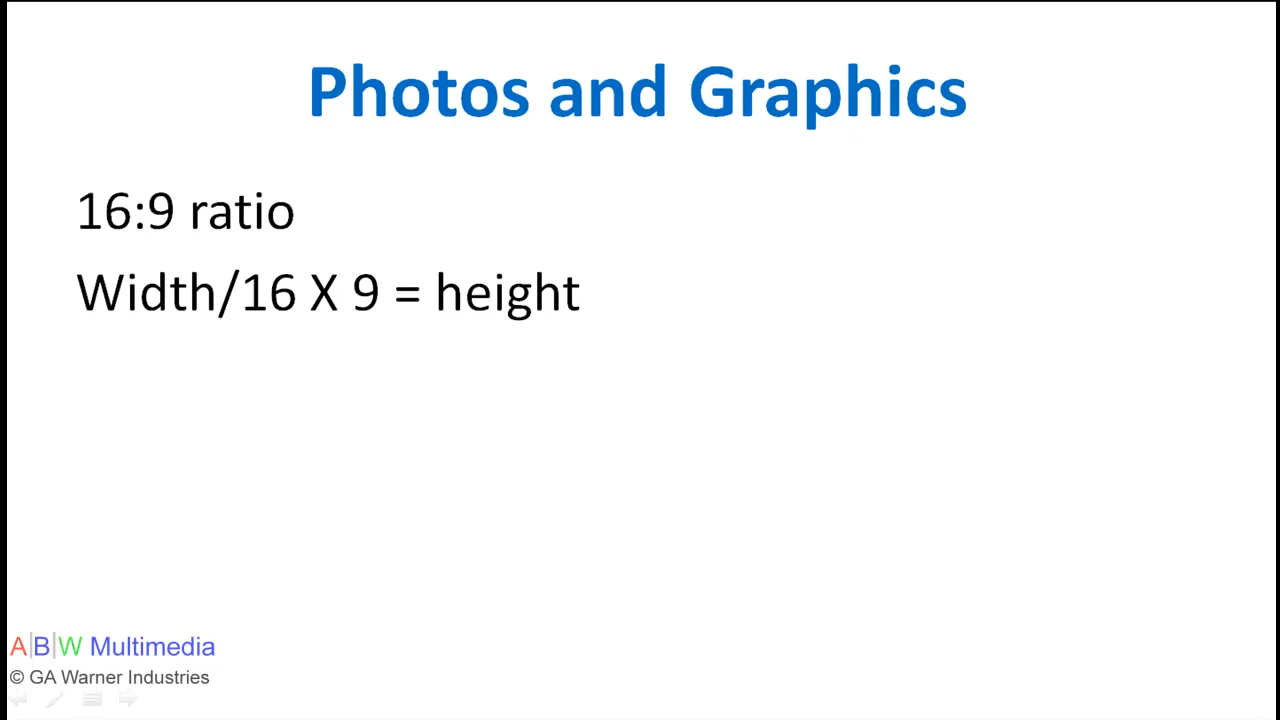 Photos and Graphics
16:9 ratio
Width/16 X 9 = height
A|B|W Multimedia
© GA Warner Industries